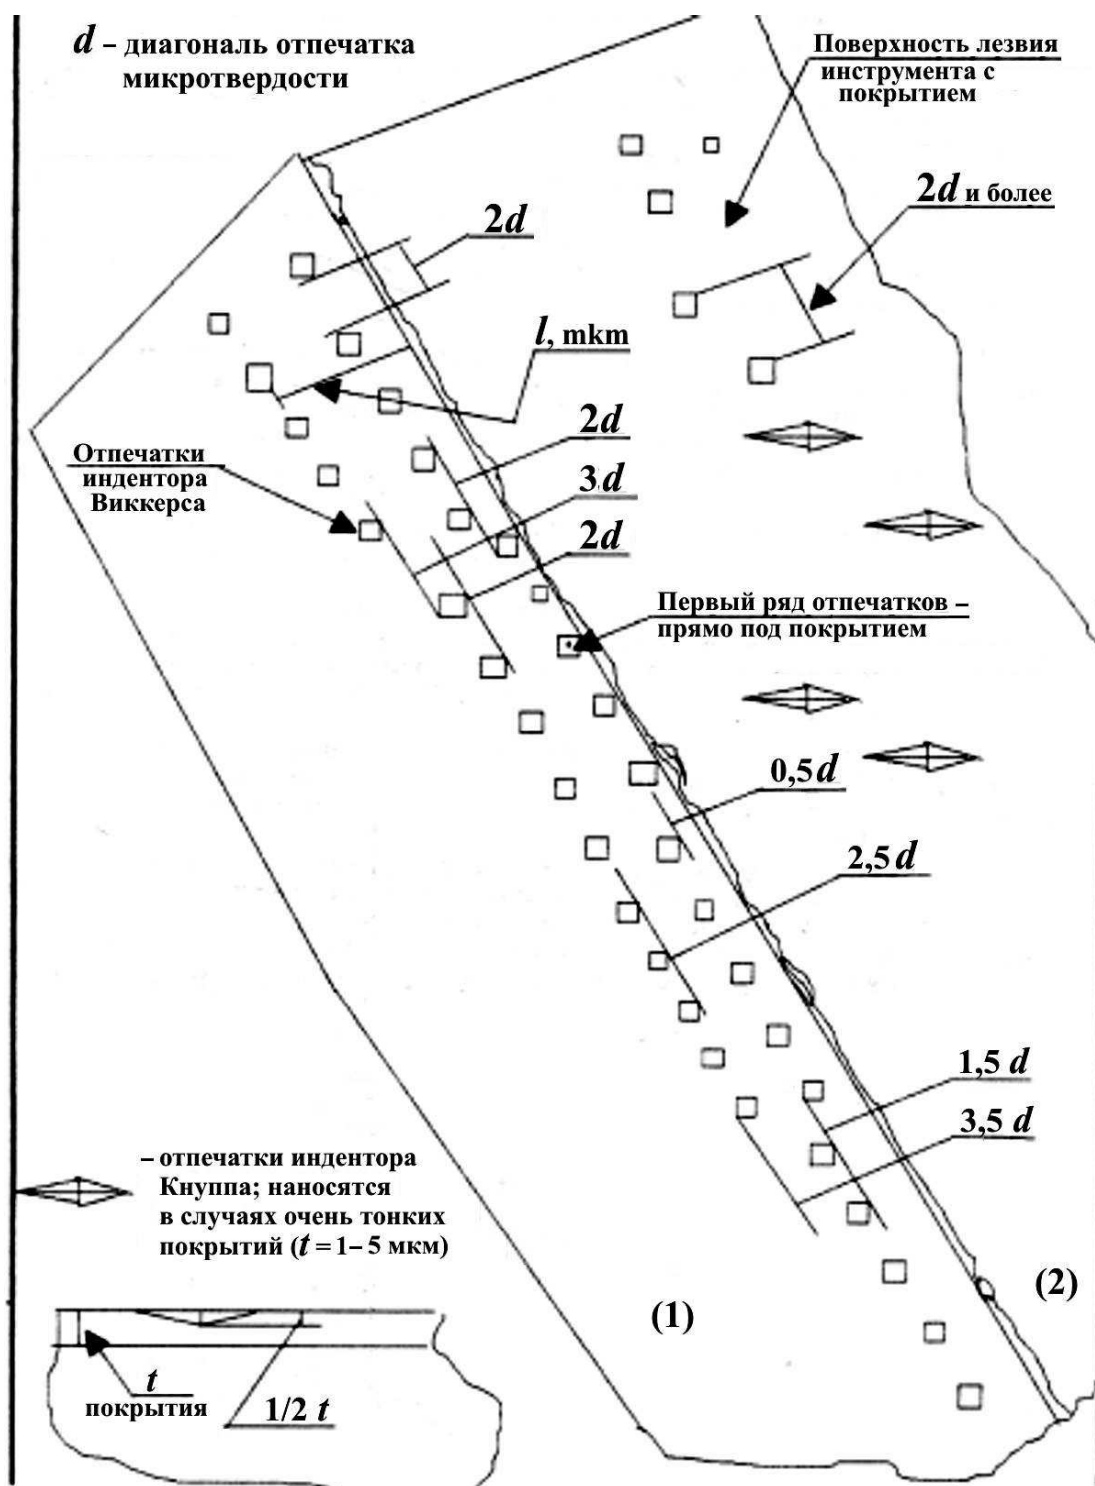 d – диагональ отпечатка
микротвердости
Поверхность лезвия
инструмента с
покрытием
2d и более
2d
l, mkm
2d
Отпечатки
индентора
Виккерса
3d
2d
Первый ряд отпечатков –
прямо под покрытием
0,5d
2,5d
1,5 d
3,5 d
– отпечатки индентора
Кнуппа; наносятся
в случаях очень тонких
покрытий (t = 1– 5 мкм)
(2)
(1)
t
покрытия
1/2 t